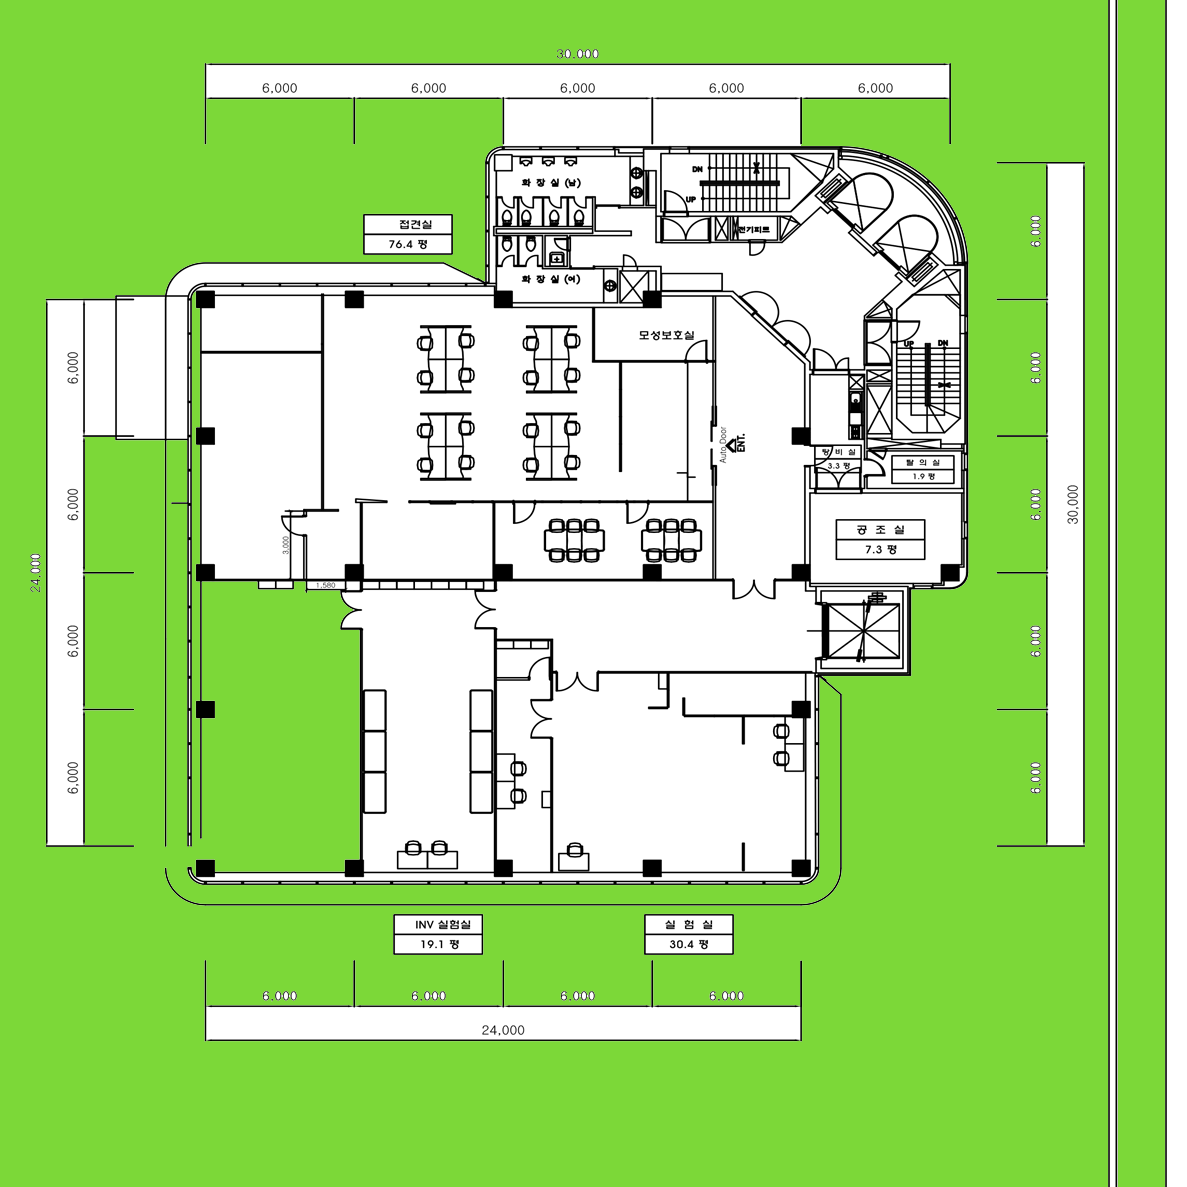 30.000
6,000
6,000
6,000
6,000
6,000
화 장 실 (남)
DN
UP
전기피트
접견실
76.4 평
6,000
화 장 실 (여)
모성보호실
UP
DN
6,000
6,000
Auto Door
ENT.
탕 비 실
3.3 평
탈 의 실
1.9 평
6,000
6,000
30,000
공 조 실
7.3 평
3,000
24,000
1,580
6,000
6,000
6,000
6,000
INV 실험실
19.1 평
실 험 실
30.4 평
6,000
6,000
6,000
6,000
24,000